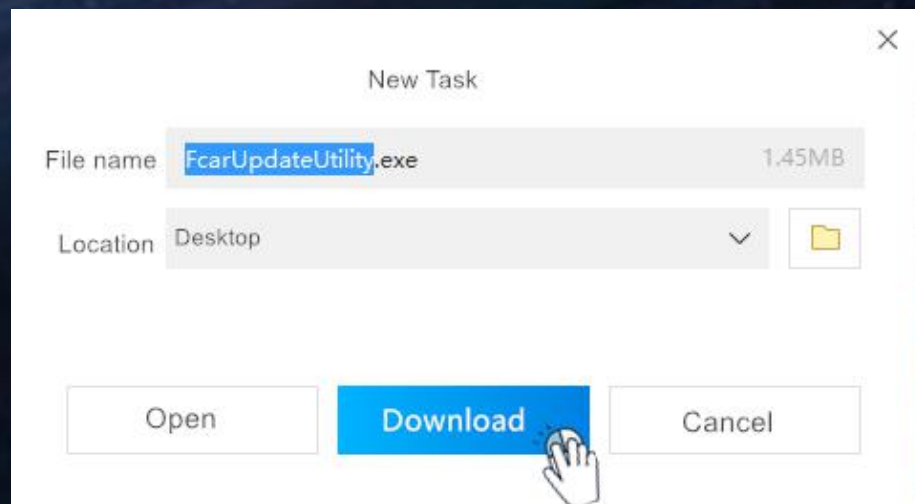 New Task
File name FcarUpdateUtility.exe 1.45MB
Location Desktop
Open Download Cancel